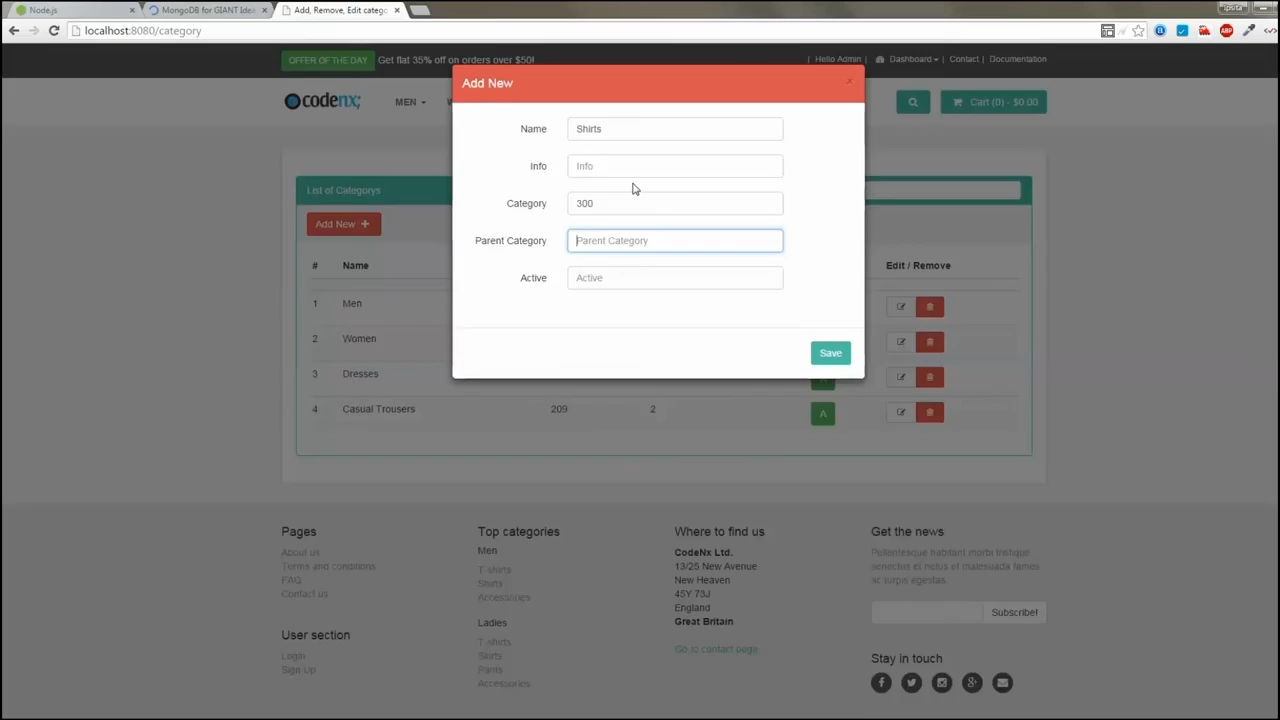 Node.js
MongoDB for GIANT Ide
Add, Remove, Edit catego
Ipsita
localhost:8080/category
ABP
OFFER OF THE DAY
Get flat 35% off on orders over $50!
Hello Admin
Dashboard
Contact
Documentation
codenx;
MEN
Cart (0) - $0.00
Add New
×
Name
Shirts
Info
Info
Category
300
Parent Category
Parent Category
Active
Active
Save
List of Categorys
Add New +
# Name
Edit / Remove
1 Men
2 Women
3 Dresses
4 Casual Trousers 209 2 A
Pages
About us
Terms and conditions
FAQ
Contact us
User section
Login
Sign Up
Top categories
Men
T-shirts
Shirts
Accessories
Ladies
T-shirts
Skirts
Pants
Accessories
Where to find us
CodeNx Ltd.
13/25 New Avenue
New Heaven
45Y 73J
England
Great Britain
Go to contact page
Get the news
Pellentesque habitant morbi tristique
senectus et netus et malesuada fames
ac turpis egestas.
Subscribe!
Stay in touch